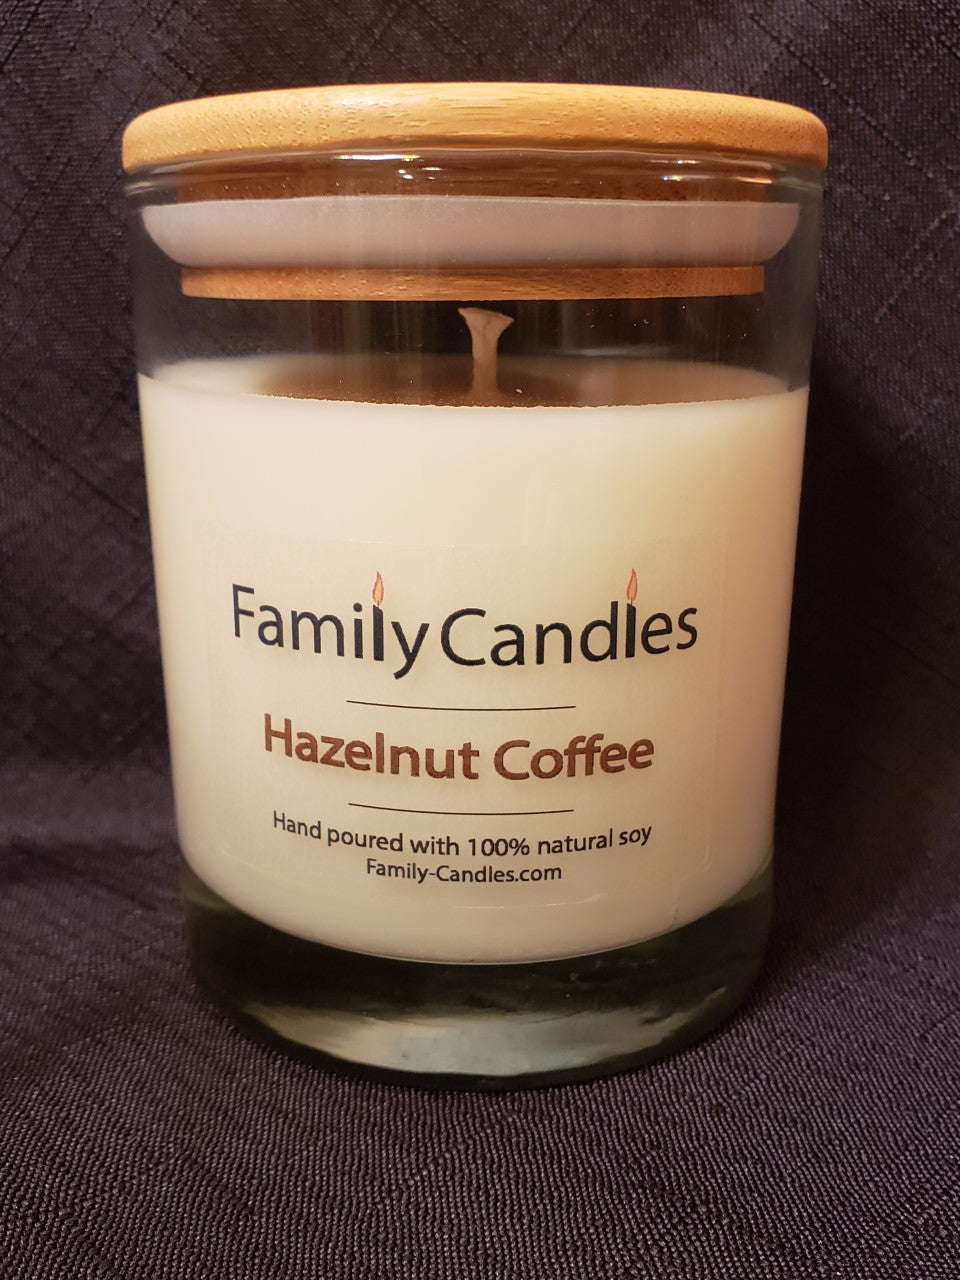 Family Candles
Hazelnut Coffee
Hand poured with 100% natural soy
Family-Candles.com